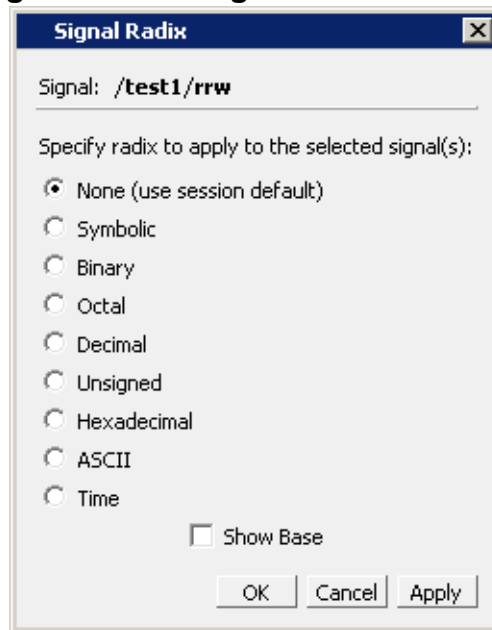 Signal Radix
Signal: /test1/rrw
Specify radix to apply to the selected signal(s):
None (use session default)
Symbolic
Binary
Octal
Decimal
Unsigned
Hexadecimal
ASCII
Time
Show Base
OK Cancel Apply